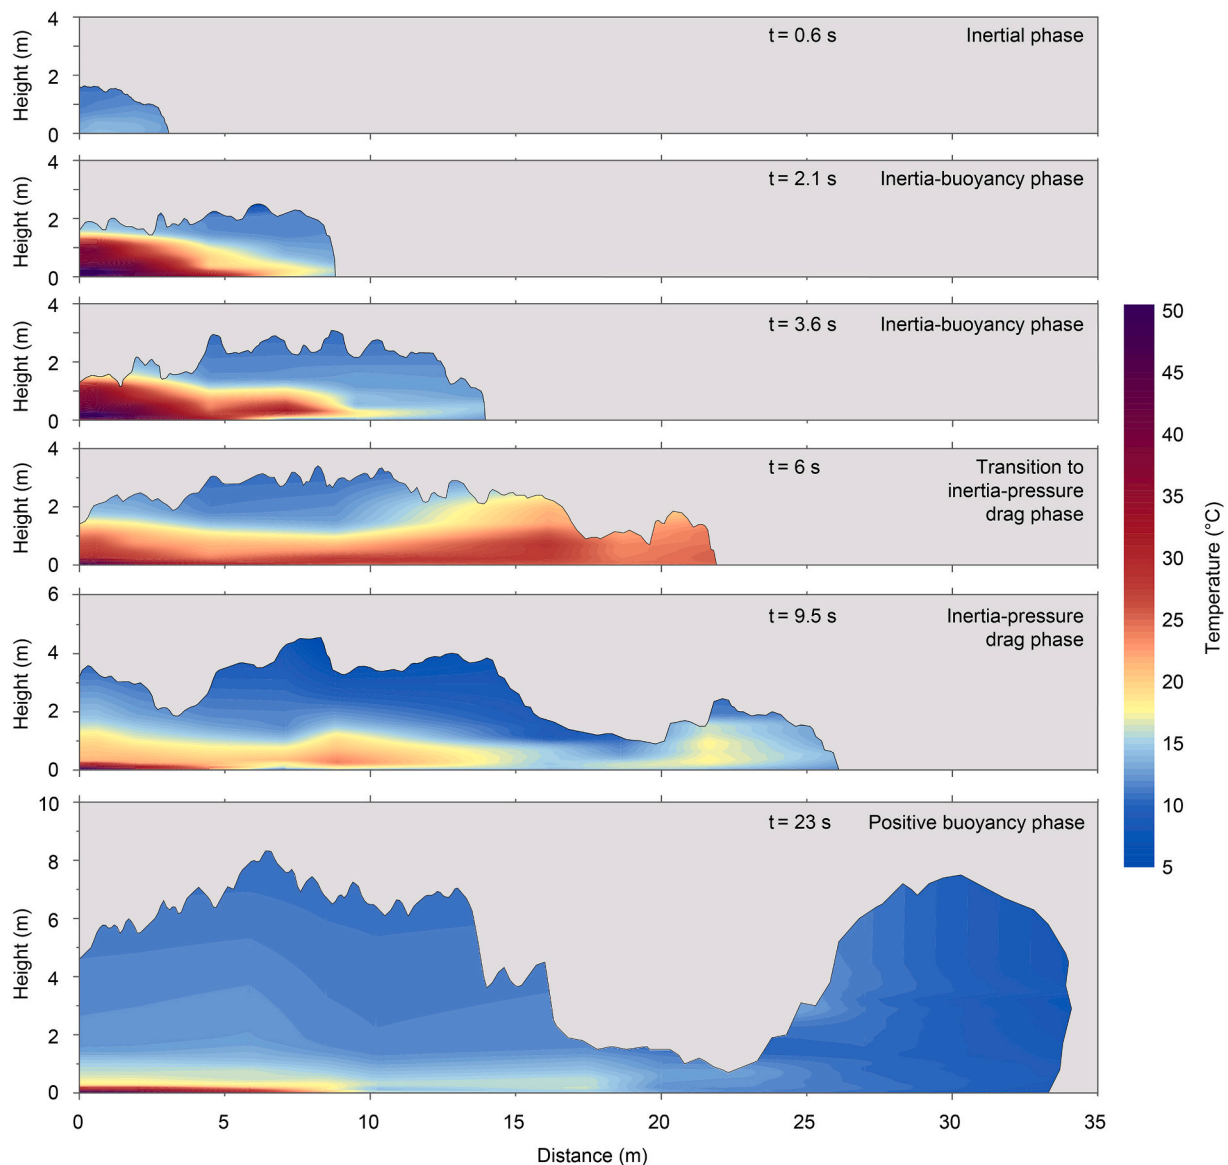 4
2
0
Height (m)
t = 0.6 s
Inertial phase
4
2
0
Height (m)
t = 2.1 s
Inertia-buoyancy phase
4
2
0
Height (m)
t = 3.6 s
Inertia-buoyancy phase
4
2
0
Height (m)
t = 6 s
Transition to
inertia-pressure
drag phase
6
4
2
0
Height (m)
t = 9.5 s
Inertia-pressure
drag phase
10
8
6
4
2
0
Height (m)
t = 23 s
Positive buoyancy phase
0
5
10
15
20
25
30
35
Distance (m)
50
45
40
35
30
25
20
15
10
5
Temperature (°C)